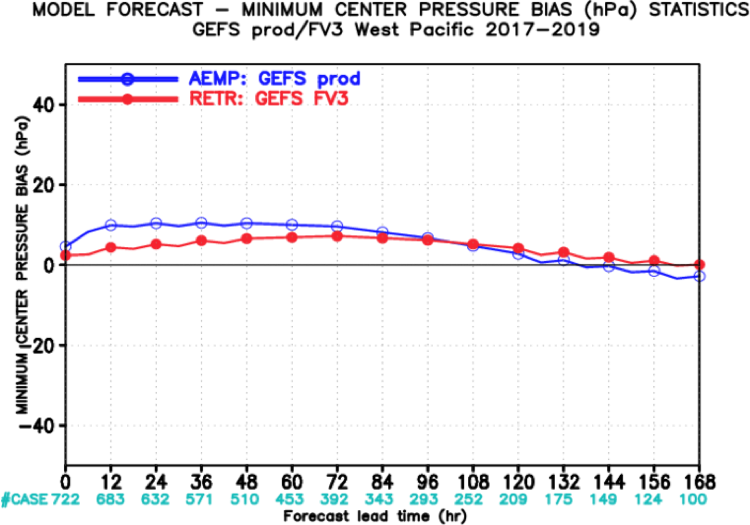 MODEL FORECAST – MINIMUM CENTER PRESSURE BIAS (hPa) STATISTICS
GEFS prod/FV3 West Pacific 2017–2019
AEMP: GEFS prod
RETR: GEFS FV3
MINIMUM CENTER PRESSURE BIAS (hPa)
40
20
0
−20
−40
0 12 24 36 48 60 72 84 96 108 120 132 144 156 168
#CASE 722 683 632 571 510 453 392 343 293 252 209 175 149 124 100
Forecast lead time (hr)